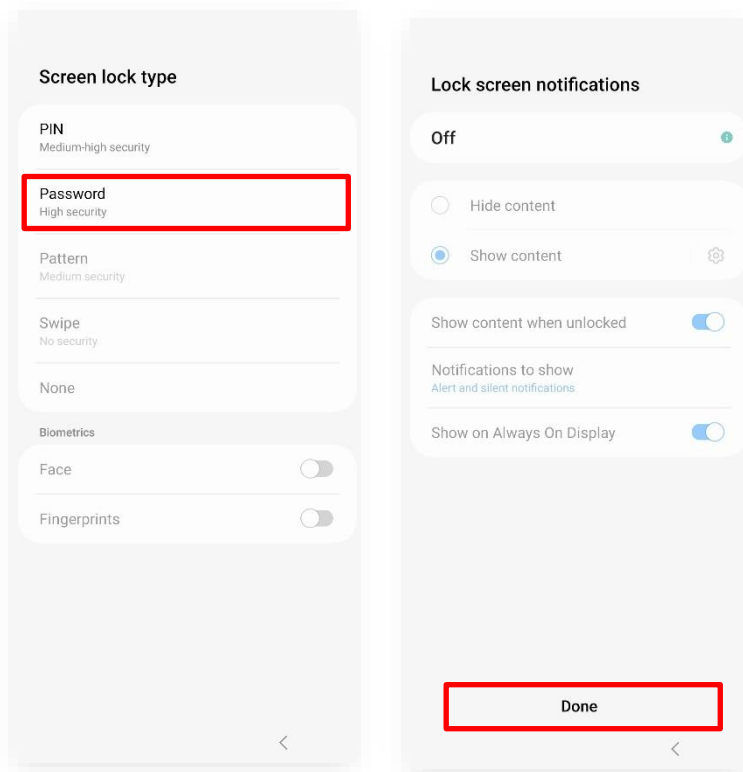 Screen lock type
PIN
Medium-high security
Password
High security
Pattern
Medium security
Swipe
No security
None
Biometrics
Face
Fingerprints
Lock screen notifications
Off
Hide content
Show content
Show content when unlocked
Notifications to show
Alert and silent notifications
Show on Always On Display
Done